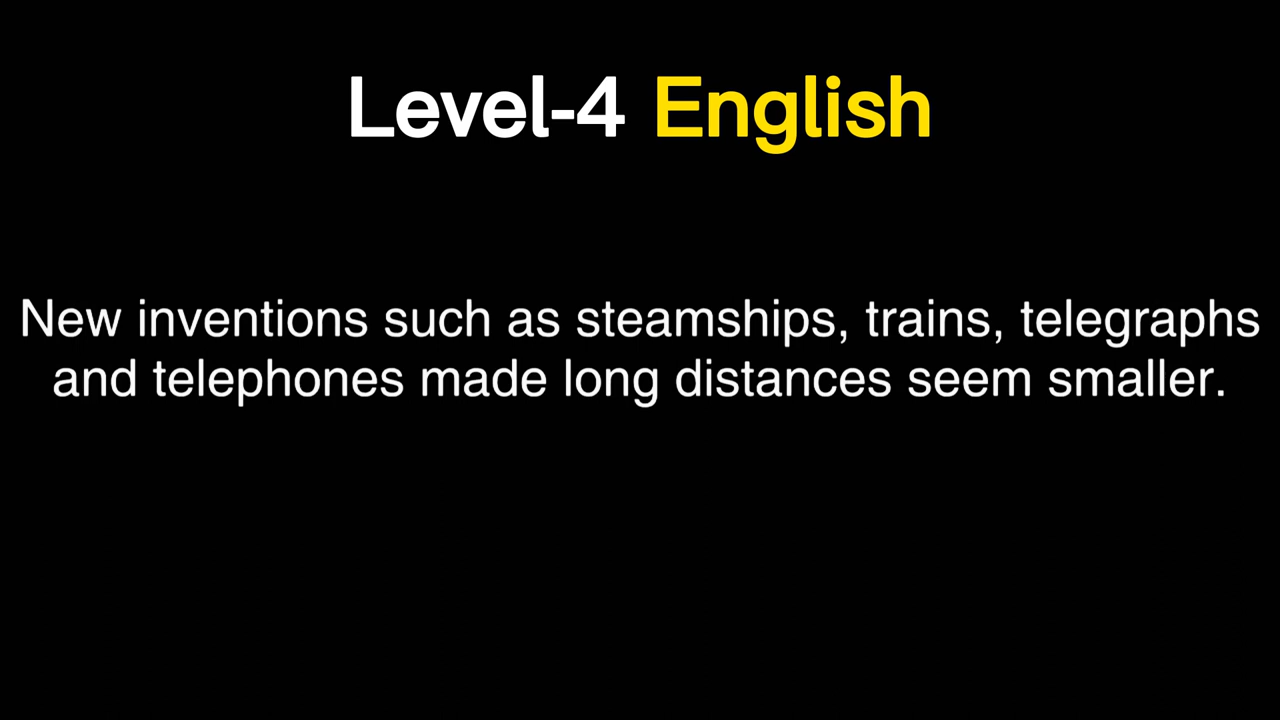 Level-4 English
New inventions such as steamships, trains, telegraphs
and telephones made long distances seem smaller.